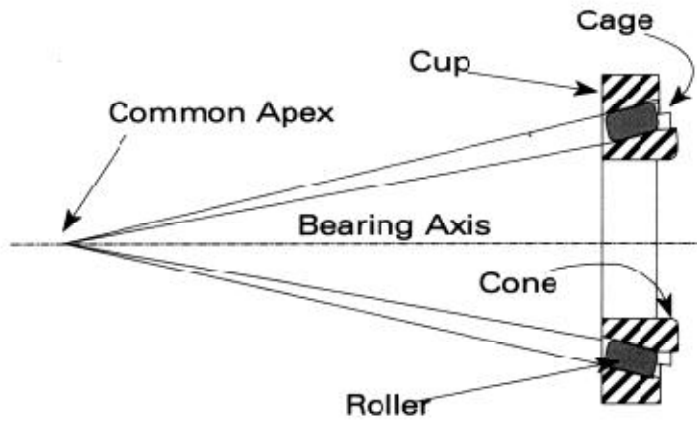 Cage
Cup
Common Apex
Bearing Axis
Cone
Roller